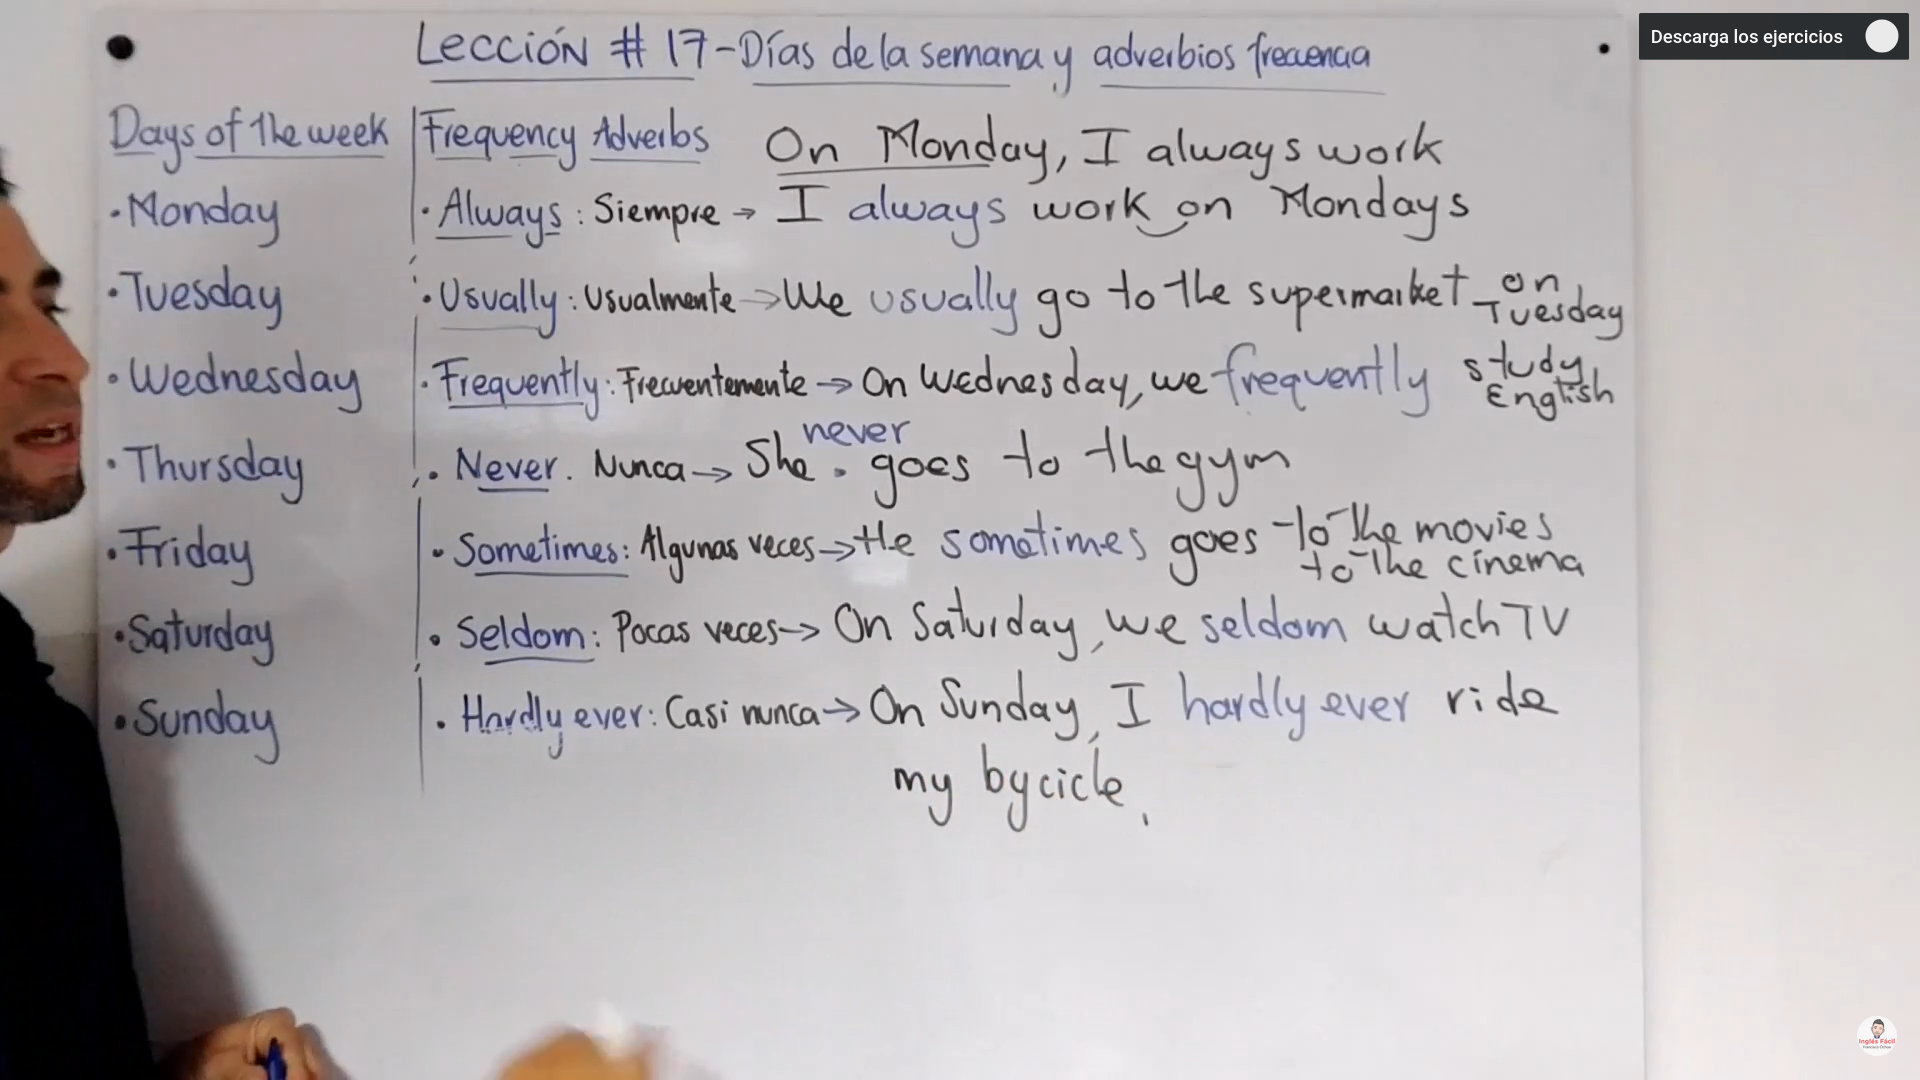 Descarga los ejercicios
Lección # 17-Días de la semana y adverbios frecuencia
Days of the week
Frequency Adverbs
On Monday, I always work
• Monday
• Always: Siempre → I always work on Mondays
• Tuesday
• Usually: Usualmente → We usually go to the supermarket on Tuesday
• Wednesday
• Frequently: Frecuentemente → On Wednesday, we frequently study English
• Thursday
never
• Never. Nunca → She • goes to the gym
• Friday
• Sometimes: Algunas veces → He sometimes goes to the movies
to the cinema
• Saturday
• Seldom: Pocas veces → On Saturday, we seldom watch TV
• Sunday
• Hardly ever: Casi nunca → On Sunday, I hardly ever ride
my bycicle.
Inglés Fácil